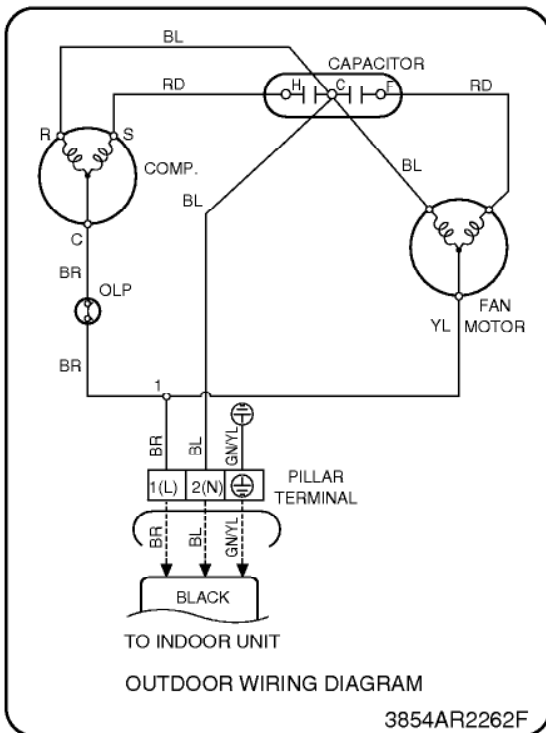 BL
CAPACITOR
RD
H
C
F
RD
R
S
COMP.
BL
BL
C
BR
OLP
FAN
MOTOR
YL
BR
1
BR
BL
GN/YL
1(L)
2(N)
PILLAR
TERMINAL
BR
BL
GN/YL
BLACK
TO INDOOR UNIT
OUTDOOR WIRING DIAGRAM
3854AR2262F